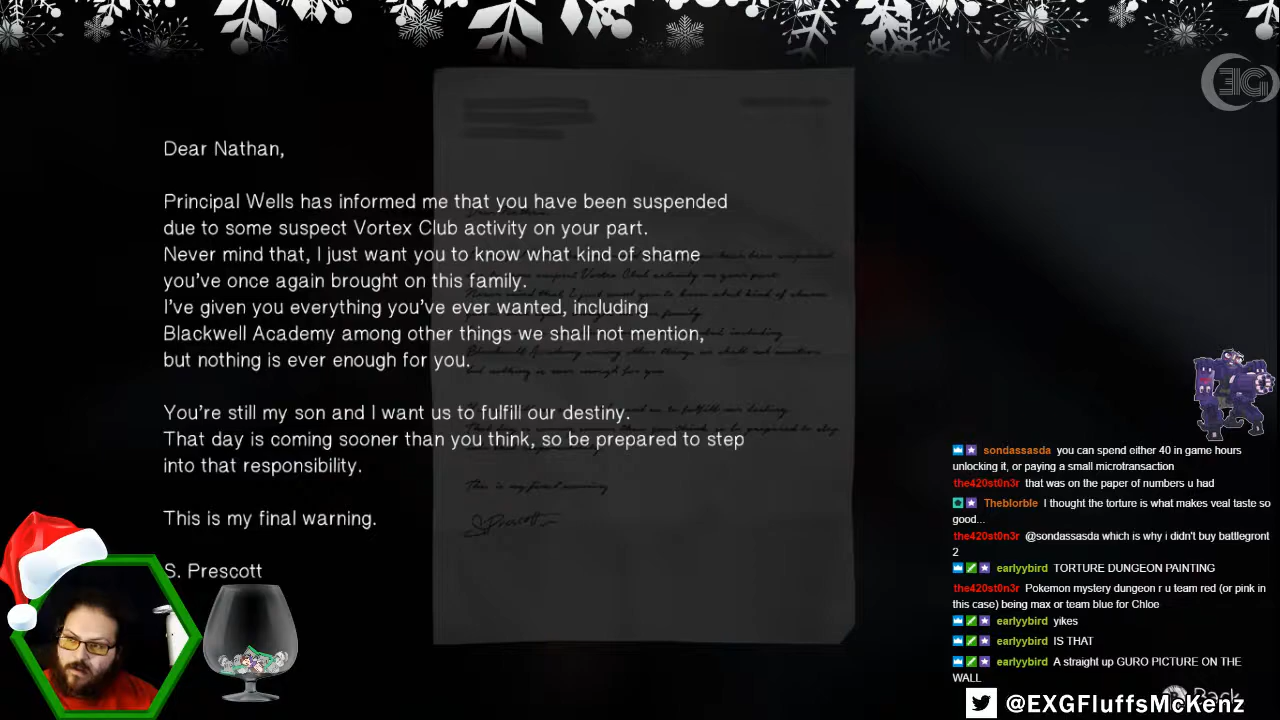 Dear Nathan,
Principal Wells has informed me that you have been suspended
due to some suspect Vortex Club activity on your part.
Never mind that, I just want you to know what kind of shame
you've once again brought on this family.
I've given you everything you've ever wanted, including
Blackwell Academy among other things we shall not mention,
but nothing is ever enough for you.
You're still my son and I want us to fulfill our destiny.
That day is coming sooner than you think, so be prepared to step
into that responsibility.
This is my final warning.
S. Prescott
sondassasda you can spend either 40 in game hours
unlocking it, or paying a small microtransaction
the420st0n3r that was on the paper of numbers u had
Theblorble I thought the torture is what makes veal taste so
good...
the420st0n3r @sondassasda which is why i didn't buy battlegront
2
earlyybird TORTURE DUNGEON PAINTING
the420st0n3r Pokemon mystery dungeon r u team red (or pink in
this case) being max or team blue for Chloe
earlyybird yikes
earlyybird IS THAT
earlyybird A straight up GURO PICTURE ON THE
WALL
Back
@EXGFluffsMcKenz